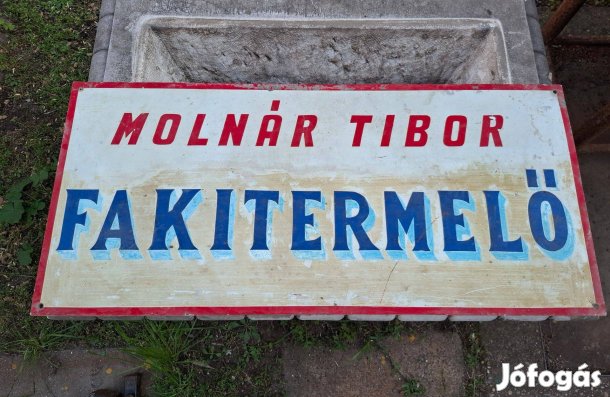 MOLNÁR TIBOR
FAKITERMELŐ
Jófogás